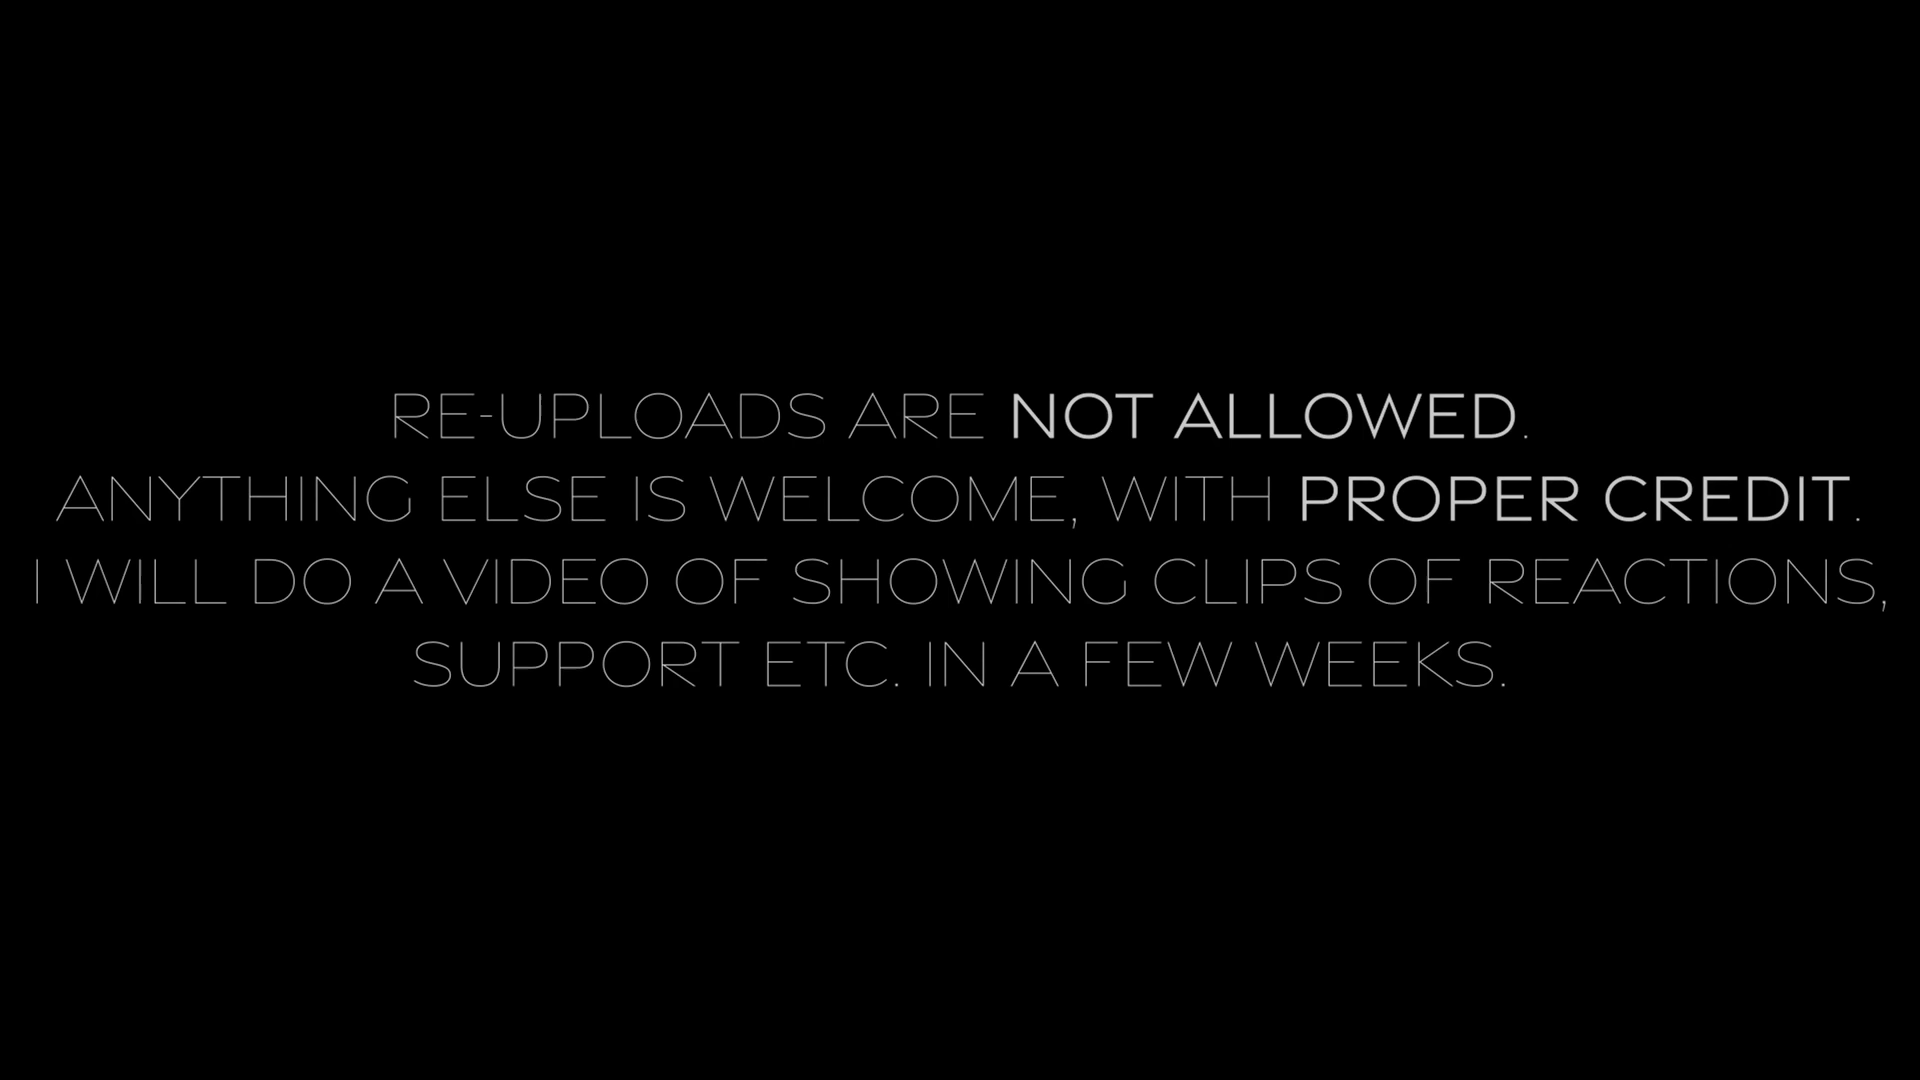 RE-UPLOADS ARE NOT ALLOWED.
ANYTHING ELSE IS WELCOME, WITH PROPER CREDIT.
I WILL DO A VIDEO OF SHOWING CLIPS OF REACTIONS,
SUPPORT ETC. IN A FEW WEEKS.